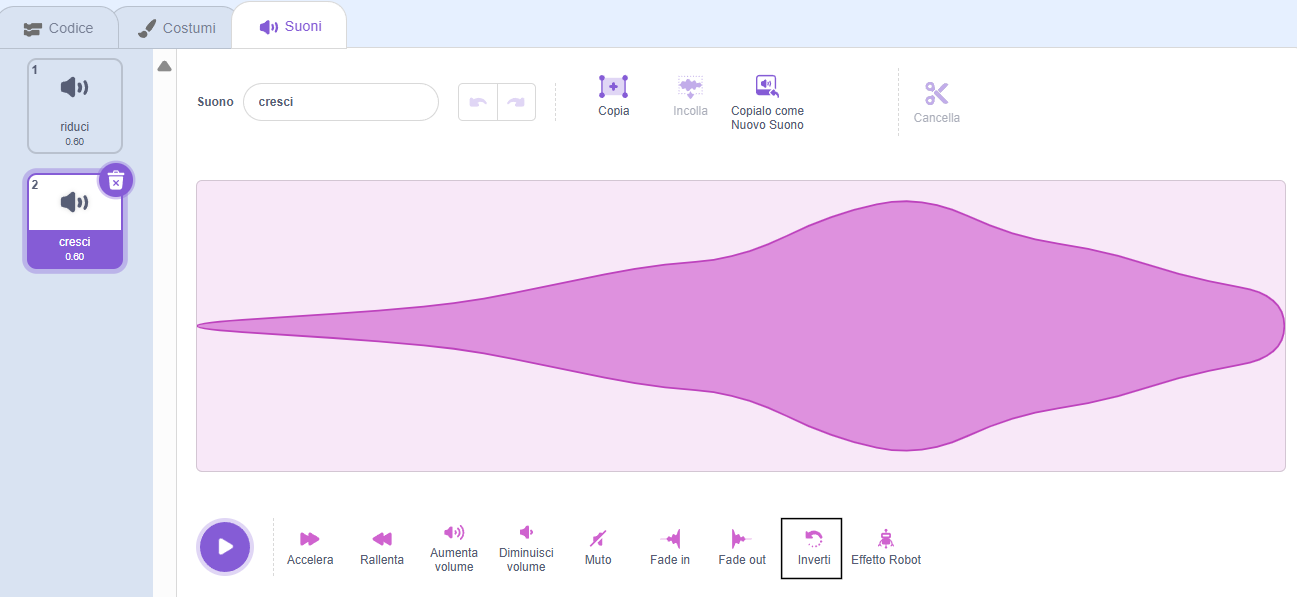 Codice
Costumi
Suoni
1
riduci
0.60
2
cresci
0.60
Suono
cresci
Copia
Incolla
Copialo come
Nuovo Suono
Cancella
Accelera
Rallenta
Aumenta
volume
Diminuisci
volume
Muto
Fade in
Fade out
Inverti
Effetto Robot